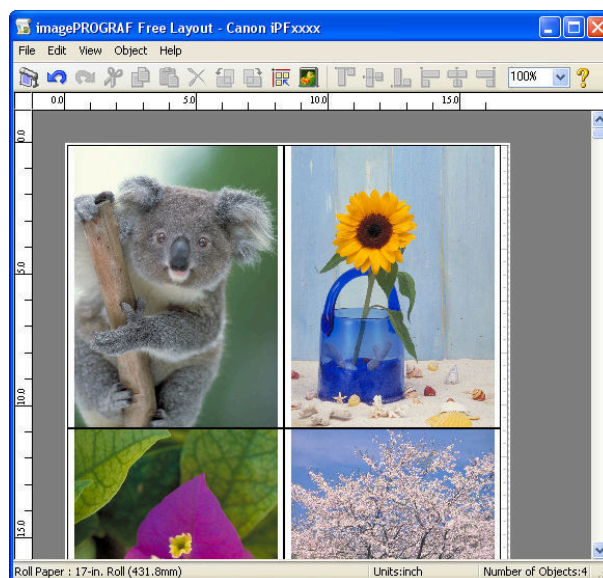 imagePROGRAF Free Layout - Canon iPFxxxx
File Edit View Object Help
100%
0.0 5.0 10.0 15.0
0.0
5.0
10.0
15.0
Roll Paper : 17-in. Roll (431.8mm) Units:inch Number of Objects:4